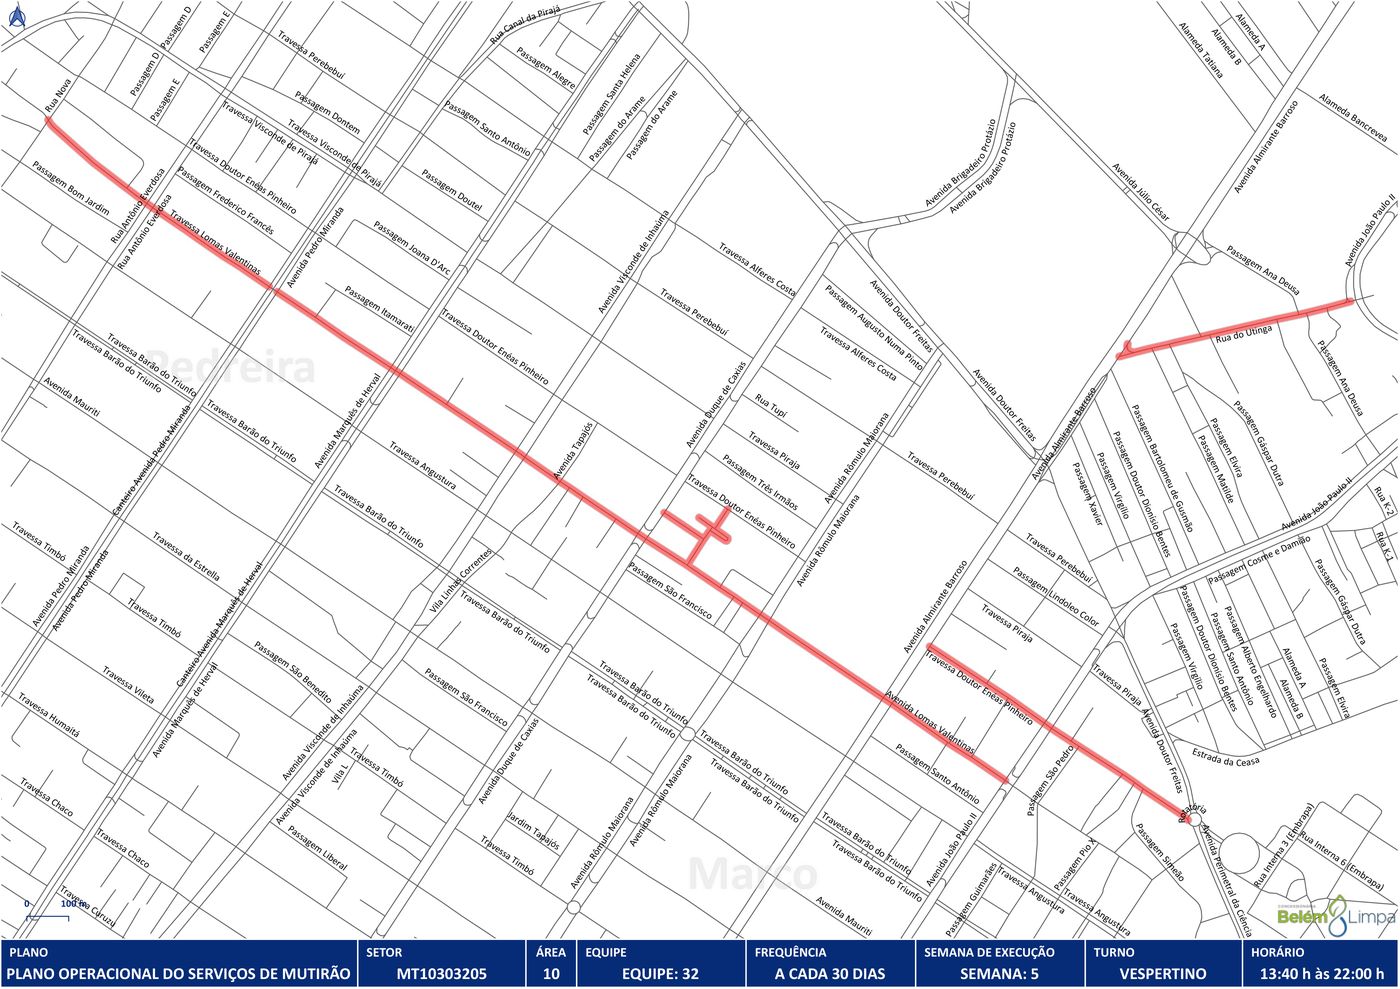 Passagem D
Passagem E
Travessa Perebebuí
Rua Canal da Pirajá
Passagem Alegre
Passagem Santa Helena
Passagem do Arame
Passagem do Arame
Alameda Tatiana
Alameda B
Alameda A
Alameda Bancrevea
Rua Nova
Passagem D
Passagem E
Passagem Dontem
Travessa Visconde de Pirajá
Travessa Visconde de Pirajá
Passagem Santo Antônio
Avenida Brigadeiro Protázio
Avenida Brigadeiro Protázio
Avenida Júlio César
Avenida Almirante Barroso
Avenida João Paulo II
Passagem Bom Jardim
Travessa Doutor Enéas Pinheiro
Passagem Frederico Francês
Rua Antônio Everdosa
Rua Antônio Everdosa
Travessa Lomas Valentinas
Avenida Pedro Miranda
Passagem Doutel
Passagem Joana D'Arc
Passagem Itamarati
Avenida Visconde de Inhaúma
Travessa Alferes Costa
Travessa Perebebuí
Passagem Augusto Numa Pinto
Travessa Alferes Costa
Avenida Doutor Freitas
Avenida Doutor Freitas
Passagem Ana Deusa
Rua do Utinga
Passagem Ana Deusa
Pedreira
Travessa Barão do Triunfo
Travessa Barão do Triunfo
Avenida Mauriti
Travessa Doutor Enéas Pinheiro
Avenida Marquês de Herval
Avenida Duque de Caxias
Rua Tupí
Travessa Piraja
Passagem Três Irmãos
Travessa Doutor Enéas Pinheiro
Avenida Rômulo Maiorana
Avenida Rômulo Maiorana
Travessa Perebebuí
Avenida Almirante Barroso
Passagem Xavier
Passagem Virgílio
Passagem Doutor Dionísio Bentes
Passagem Bartolomeu de Gusmão
Passagem Matilde
Passagem Elvira
Passagem Gáspar Dutra
Avenida João Paulo II
Rua K-2
Rua K-1
Canteiro Avenida Pedro Miranda
Travessa Barão do Triunfo
Travessa Angustura
Avenida Tapajós
Travessa Barão do Triunfo
Travessa Timbó
Avenida Pedro Miranda
Avenida Pedro Miranda
Travessa da Estrella
Travessa Timbó
Canteiro Avenida Marquês de Herval
Vila Linhas Correntes
Travessa Barão do Triunfo
Passagem São Francisco
Avenida Almirante Barroso
Travessa Perebebuí
Passagem Lindoleo Color
Travessa Piraja
Passagem Cosme e Damião
Passagem Gáspar Dutra
Passagem Virgílio
Passagem Doutor Dionísio Bentes
Passagem Santo Antônio
Passagem Alberto Engelhardo
Alameda A
Alameda B
Passagem Elvira
Travessa Vileta
Travessa Humaitá
Passagem São Benedito
Avenida Marquês de Herval
Passagem São Francisco
Travessa Barão do Triunfo
Travessa Barão do Triunfo
Travessa Doutor Enéas Pinheiro
Avenida Lomas Valentinas
Travessa Piraja
Avenida Doutor Freitas
Estrada da Ceasa
Avenida Visconde de Inhaúma
Avenida Visconde de Inhaúma
Vila L
Travessa Timbó
Avenida Duque de Caxias
Travessa Barão do Triunfo
Travessa Barão do Triunfo
Passagem Santo Antônio
Passagem São Pedro
Rotatória
Travessa Chaco
Travessa Chaco
Passagem Liberal
Jardim Tapajós
Travessa Timbó
Avenida Rômulo Maiorana
Avenida Rômulo Maiorana
Travessa Barão do Triunfo
Travessa Barão do Triunfo
Avenida João Paulo II
Passagem Guimarães
Passagem Pio X
Passagem Simeão
Avenida Perimetral da Ciência
Rua Interna 3 (Embrapa)
Rua Interna 6 (Embrapa)
Marco
Travessa Curuzu
Avenida Mauriti
Travessa Angustura
Travessa Angustura
0 100 m
CONCESSIONÁRIA
Belém Limpa
PLANO
PLANO OPERACIONAL DO SERVIÇOS DE MUTIRÃO
SETOR
MT10303205
ÁREA
10
EQUIPE
EQUIPE: 32
FREQUÊNCIA
A CADA 30 DIAS
SEMANA DE EXECUÇÃO
SEMANA: 5
TURNO
VESPERTINO
HORÁRIO
13:40 h às 22:00 h